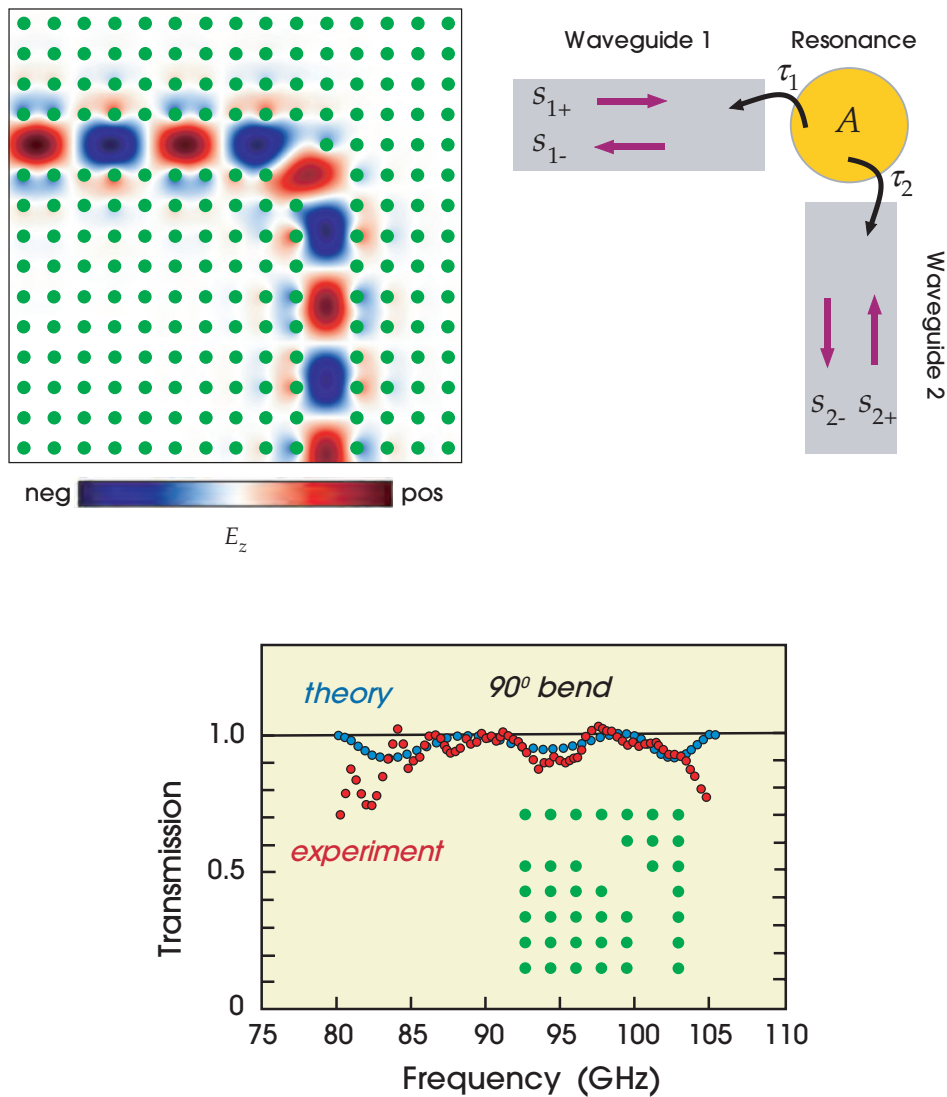 Waveguide 1 Resonance
s1+
s1-
τ1
A
τ2
Waveguide 2
s2- s2+
neg pos
Ez
theory 90⁰ bend
experiment
Transmission
1.0
0.5
0
75 80 85 90 95 100 105 110
Frequency (GHz)